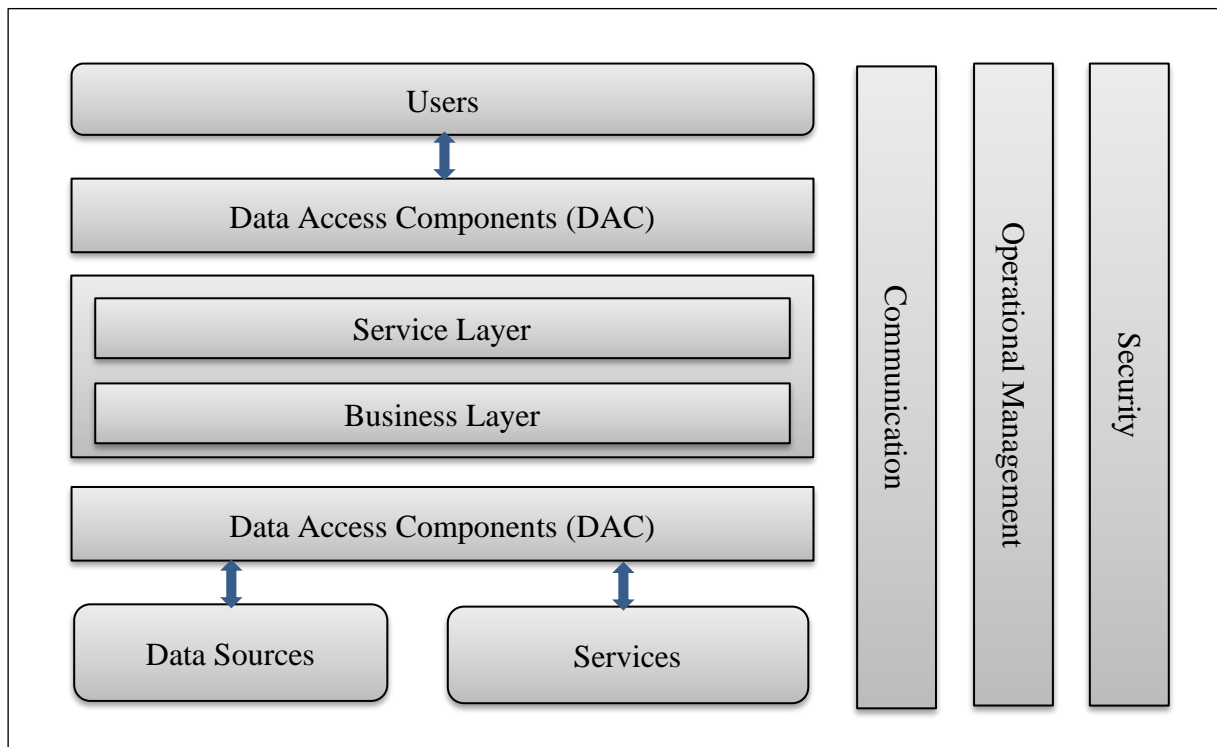 Users
Data Access Components (DAC)
Service Layer
Business Layer
Data Access Components (DAC)
Data Sources
Services
Communication
Operational Management
Security